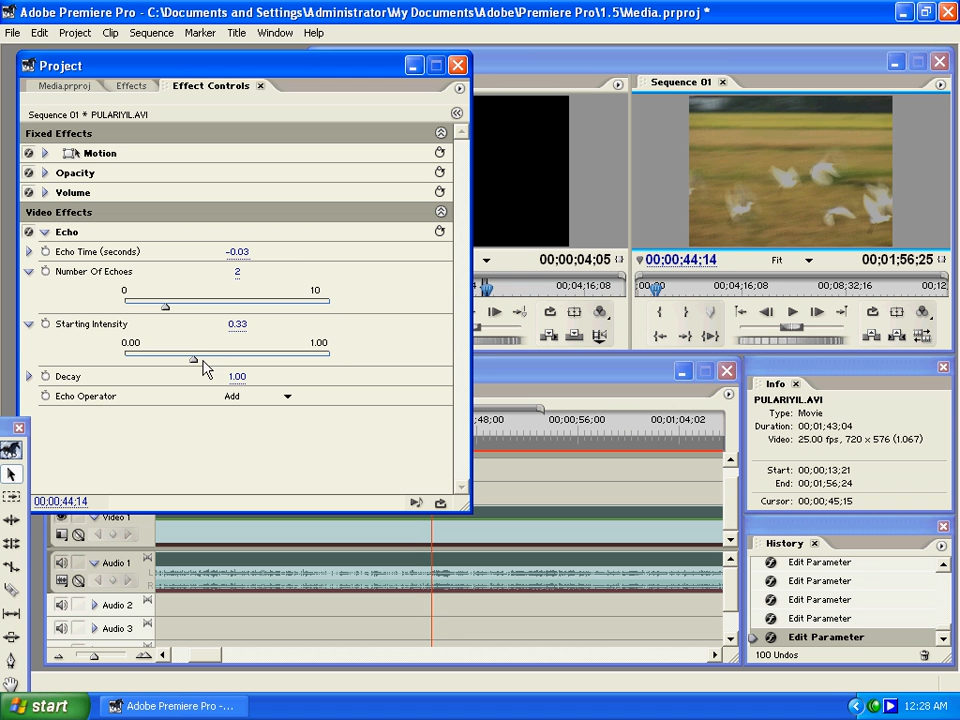 Adobe Premiere Pro - C:\Documents and Settings\Administrator\My Documents\Adobe\Premiere Pro\1.5\Media.prproj *
File Edit Project Clip Sequence Marker Title Window Help
Project
Media.prproj Effects Effect Controls
Sequence 01 * PULARIYIL.AVI
Fixed Effects
Motion
Opacity
Volume
Video Effects
Echo
Echo Time (seconds) -0.03
Number Of Echoes 2
0 10
Starting Intensity 0.33
0.00 1.00
Decay 1.00
Echo Operator Add
00;00;44;14
Sequence 01
00;00;04;05
00;00;44;14 Fit 00;01;56;25
00;04;16;08
00;00 00;04;16;08 00;08;32;16 00;12
;48;00 00;00;56;00 00;01;04;02
Video 1
Audio 1
L
R
Audio 2
Audio 3
Info
PULARIYIL.AVI
Type: Movie
Duration: 00;01;43;04
Video: 25.00 fps, 720 x 576 (1.067)
Start: 00;00;13;21
End: 00;01;56;24
Cursor: 00;00;45;15
History
Edit Parameter
Edit Parameter
Edit Parameter
Edit Parameter
Edit Parameter
100 Undos
start
Adobe Premiere Pro -...
12:28 AM